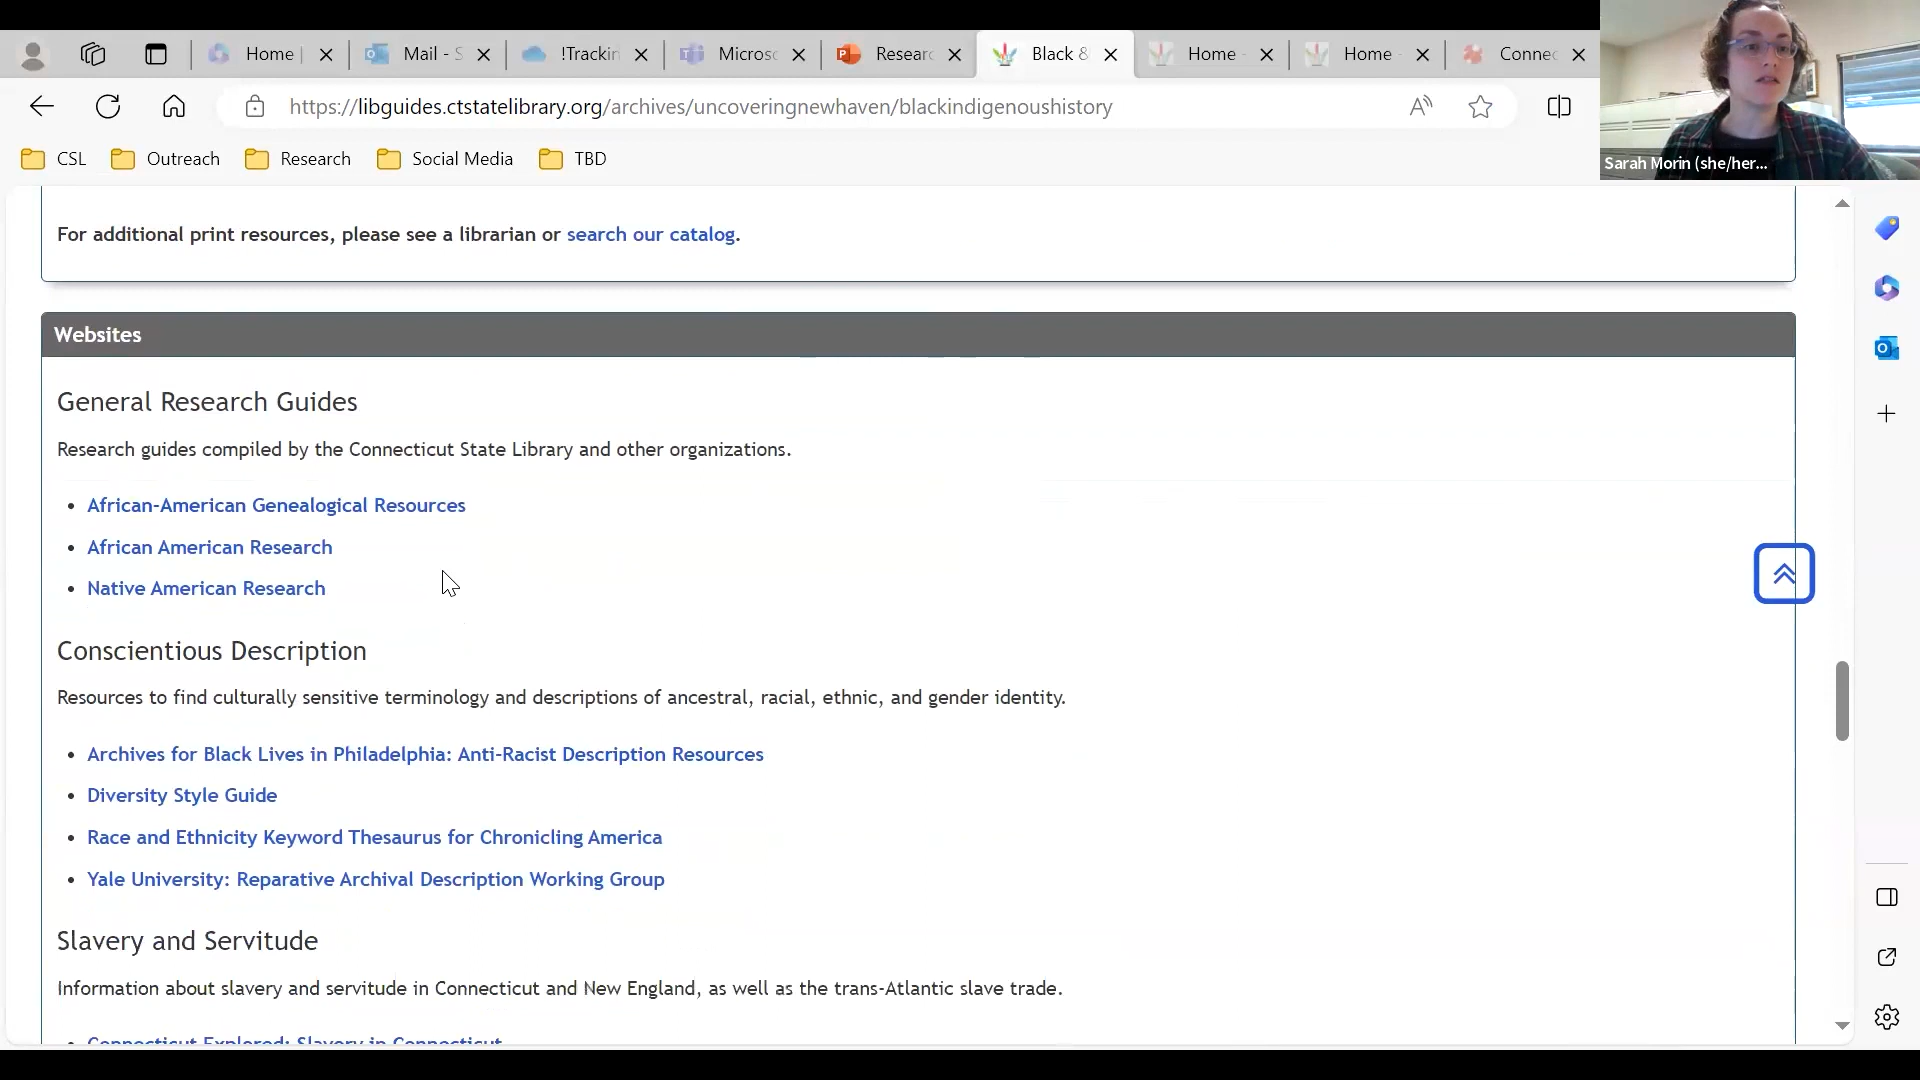 Home
Mail - S
!Trackin
Microsc
Researc
Black &
Home -
Home -
Connec
https://libguides.ctstatelibrary.org/archives/uncoveringnewhaven/blackindigenoushistory
CSL
Outreach
Research
Social Media
TBD
Sarah Morin (she/her...
For additional print resources, please see a librarian or search our catalog.
Websites
General Research Guides
Research guides compiled by the Connecticut State Library and other organizations.
• African-American Genealogical Resources
• African American Research
• Native American Research
Conscientious Description
Resources to find culturally sensitive terminology and descriptions of ancestral, racial, ethnic, and gender identity.
• Archives for Black Lives in Philadelphia: Anti-Racist Description Resources
• Diversity Style Guide
• Race and Ethnicity Keyword Thesaurus for Chronicling America
• Yale University: Reparative Archival Description Working Group
Slavery and Servitude
Information about slavery and servitude in Connecticut and New England, as well as the trans-Atlantic slave trade.
• Connecticut Explored: Slavery in Connecticut